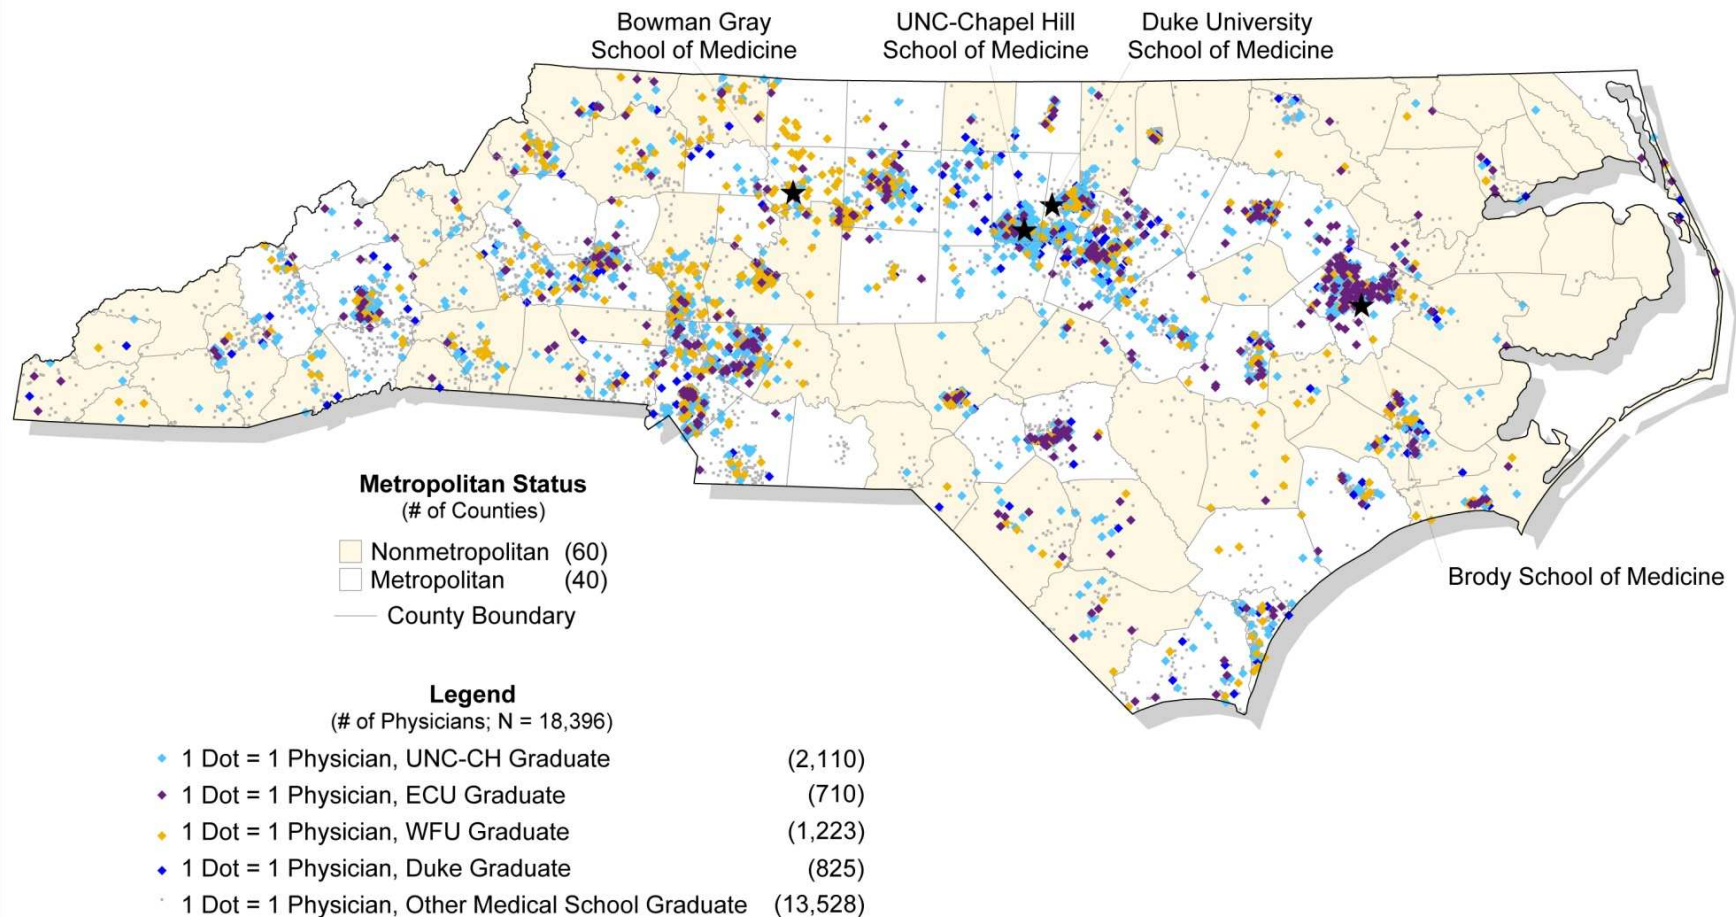 Bowman Gray
School of Medicine
UNC-Chapel Hill
School of Medicine
Duke University
School of Medicine
Metropolitan Status
(# of Counties)
Nonmetropolitan (60)
Metropolitan (40)
County Boundary
Brody School of Medicine
Legend
(# of Physicians; N = 18,396)
1 Dot = 1 Physician, UNC-CH Graduate (2,110)
1 Dot = 1 Physician, ECU Graduate (710)
1 Dot = 1 Physician, WFU Graduate (1,223)
1 Dot = 1 Physician, Duke Graduate (825)
1 Dot = 1 Physician, Other Medical School Graduate (13,528)